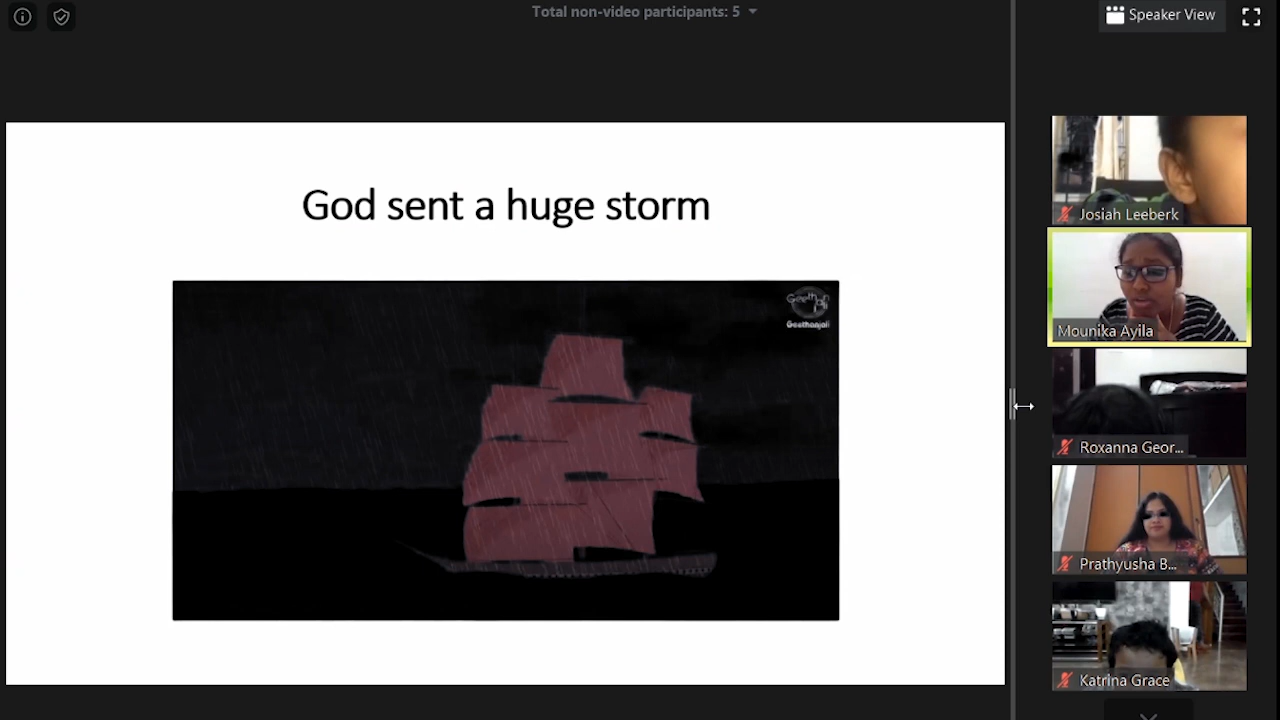 Total non-video participants: 5
Speaker View
God sent a huge storm
Geethanjali
Josiah Leeberk
Mounika Ayila
Roxanna Geor...
Prathyusha B...
Katrina Grace